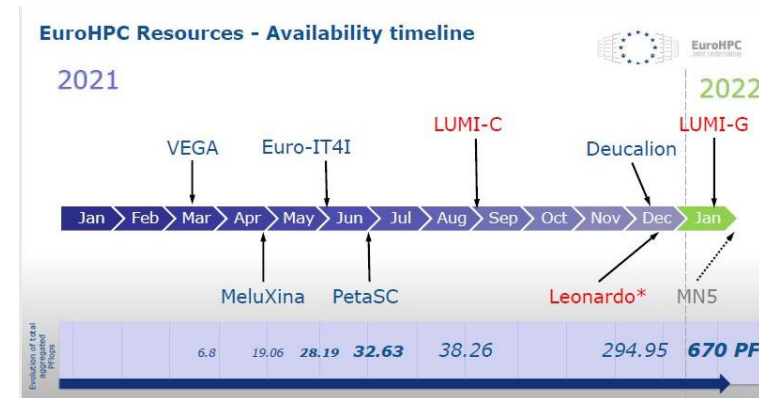 EuroHPC Resources - Availability timeline
EuroHPC
Joint Undertaking
2021
2022
LUMI-C
LUMI-G
VEGA
Euro-IT4I
Deucalion
Jan Feb Mar Apr May Jun Jul Aug Sep Oct Nov Dec Jan
MeluXina
PetaSC
Leonardo*
MN5
Evolution of total
aggregated
PFlops
6.8 19.06 28.19 32.63 38.26 294.95 670 PF